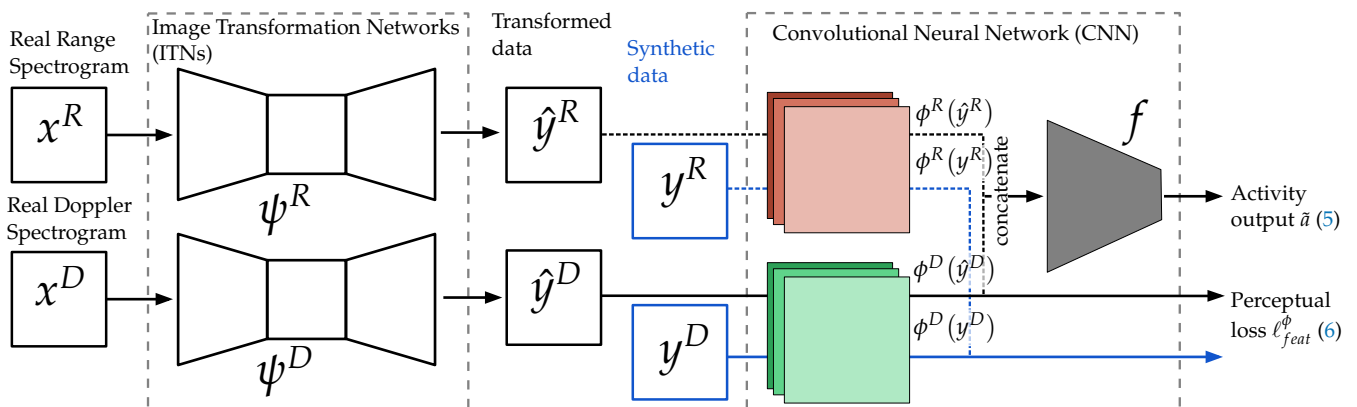 Real Range
Spectrogram
Image Transformation Networks
(ITNs)
Transformed
data
Synthetic
data
Convolutional Neural Network (CNN)
x^R
ψ^R
ŷ^R
y^R
ϕ^R(ŷ^R)
ϕ^R(y^R)
concatenate
f
Activity
output ã (5)
Real Doppler
Spectrogram
x^D
ψ^D
ŷ^D
y^D
ϕ^D(ŷ^D)
ϕ^D(y^D)
Perceptual
loss ℓ^ϕ_feat (6)